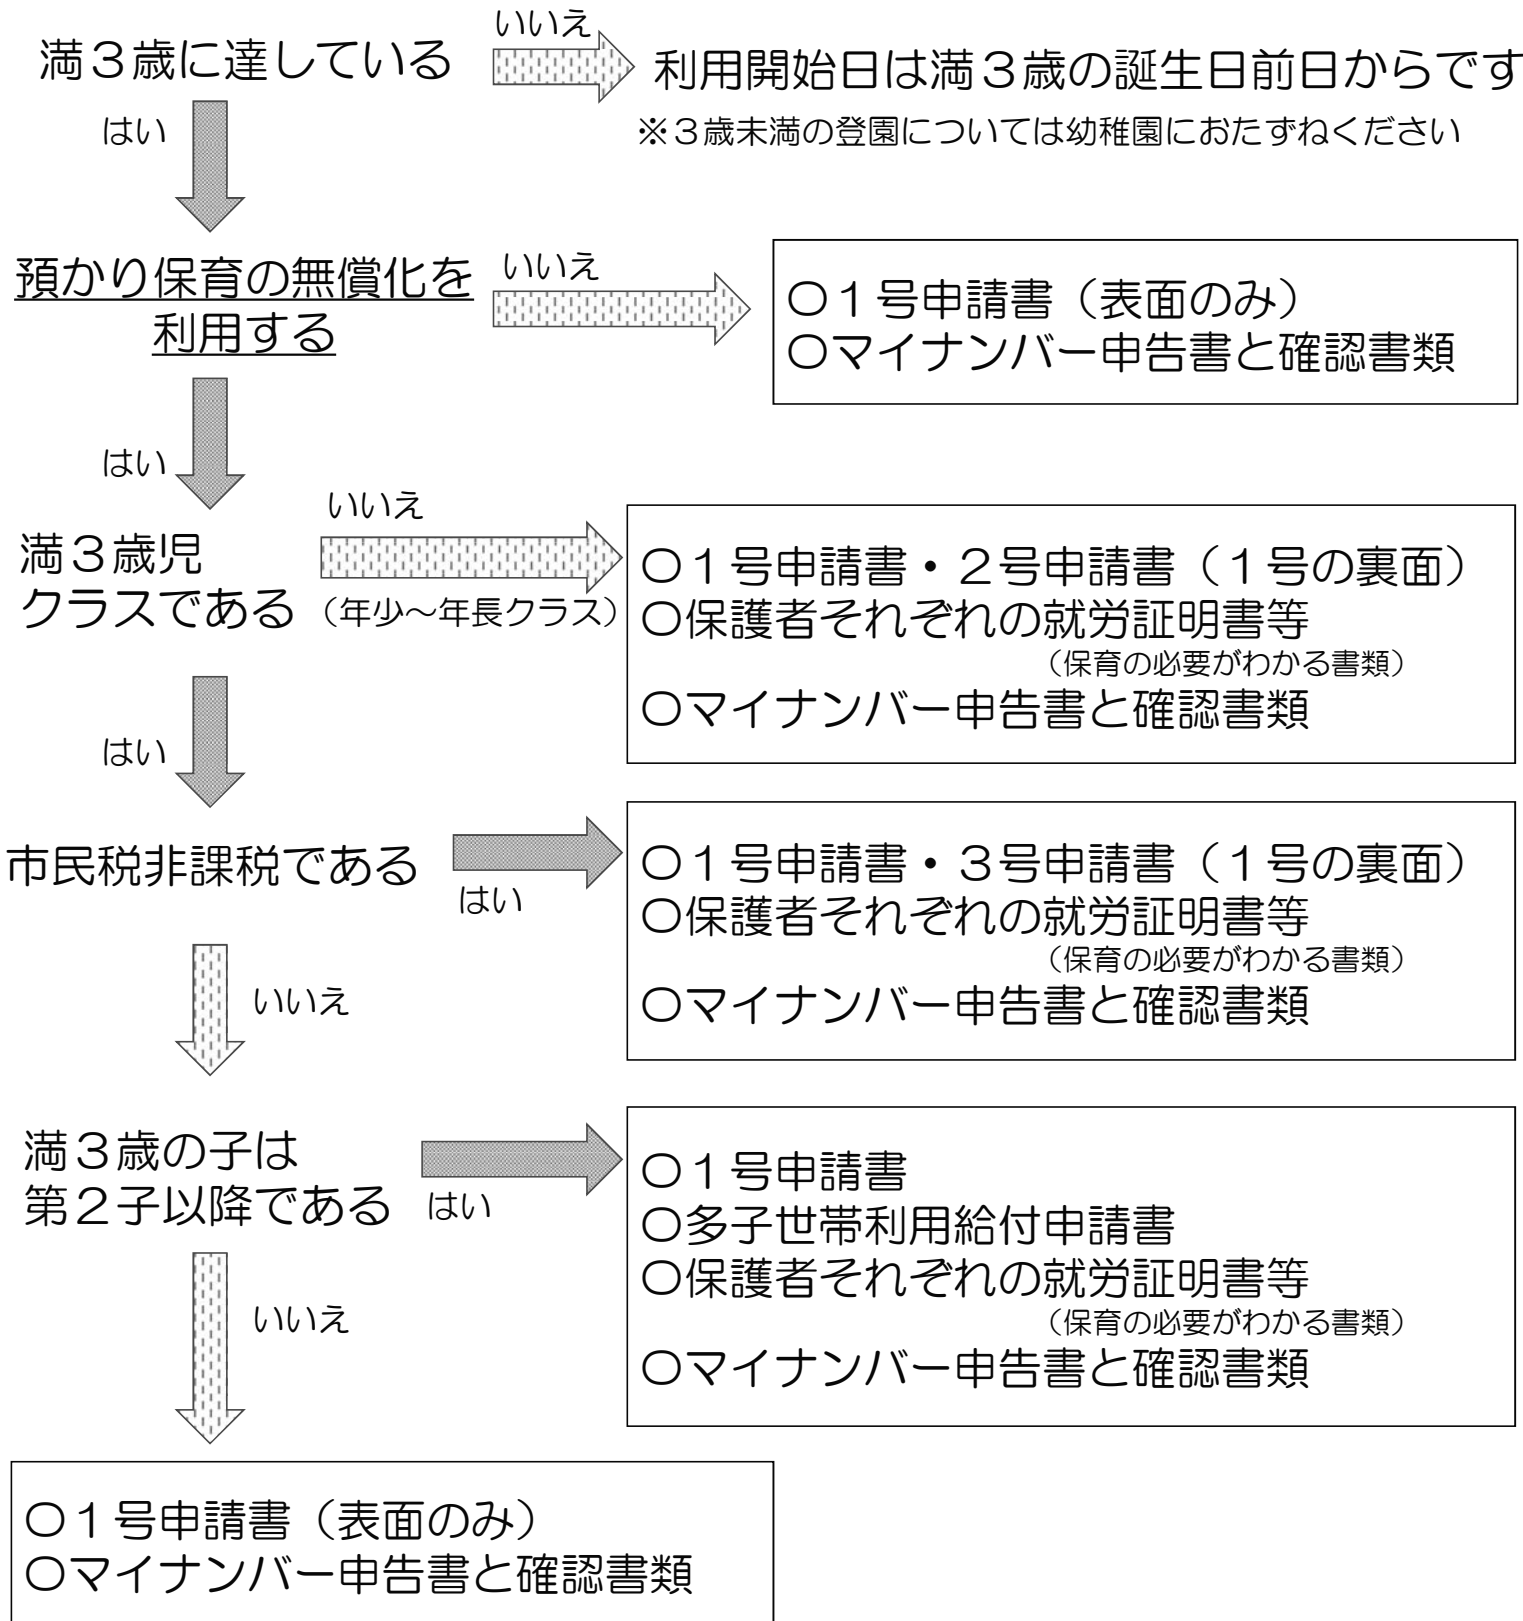 満３歳に達している
いいえ
利用開始日は満３歳の誕生日前日からです
※３歳未満の登園については幼稚園におたずねください
はい
預かり保育の無償化を
利用する
いいえ
〇１号申請書（表面のみ）
〇マイナンバー申告書と確認書類
はい
満３歳児
クラスである
いいえ
（年少～年長クラス）
〇１号申請書・２号申請書（１号の裏面）
〇保護者それぞれの就労証明書等
（保育の必要がわかる書類）
〇マイナンバー申告書と確認書類
はい
市民税非課税である
はい
〇１号申請書・３号申請書（１号の裏面）
〇保護者それぞれの就労証明書等
（保育の必要がわかる書類）
〇マイナンバー申告書と確認書類
いいえ
満３歳の子は
第２子以降である
はい
〇１号申請書
〇多子世帯利用給付申請書
〇保護者それぞれの就労証明書等
（保育の必要がわかる書類）
〇マイナンバー申告書と確認書類
いいえ
〇１号申請書（表面のみ）
〇マイナンバー申告書と確認書類